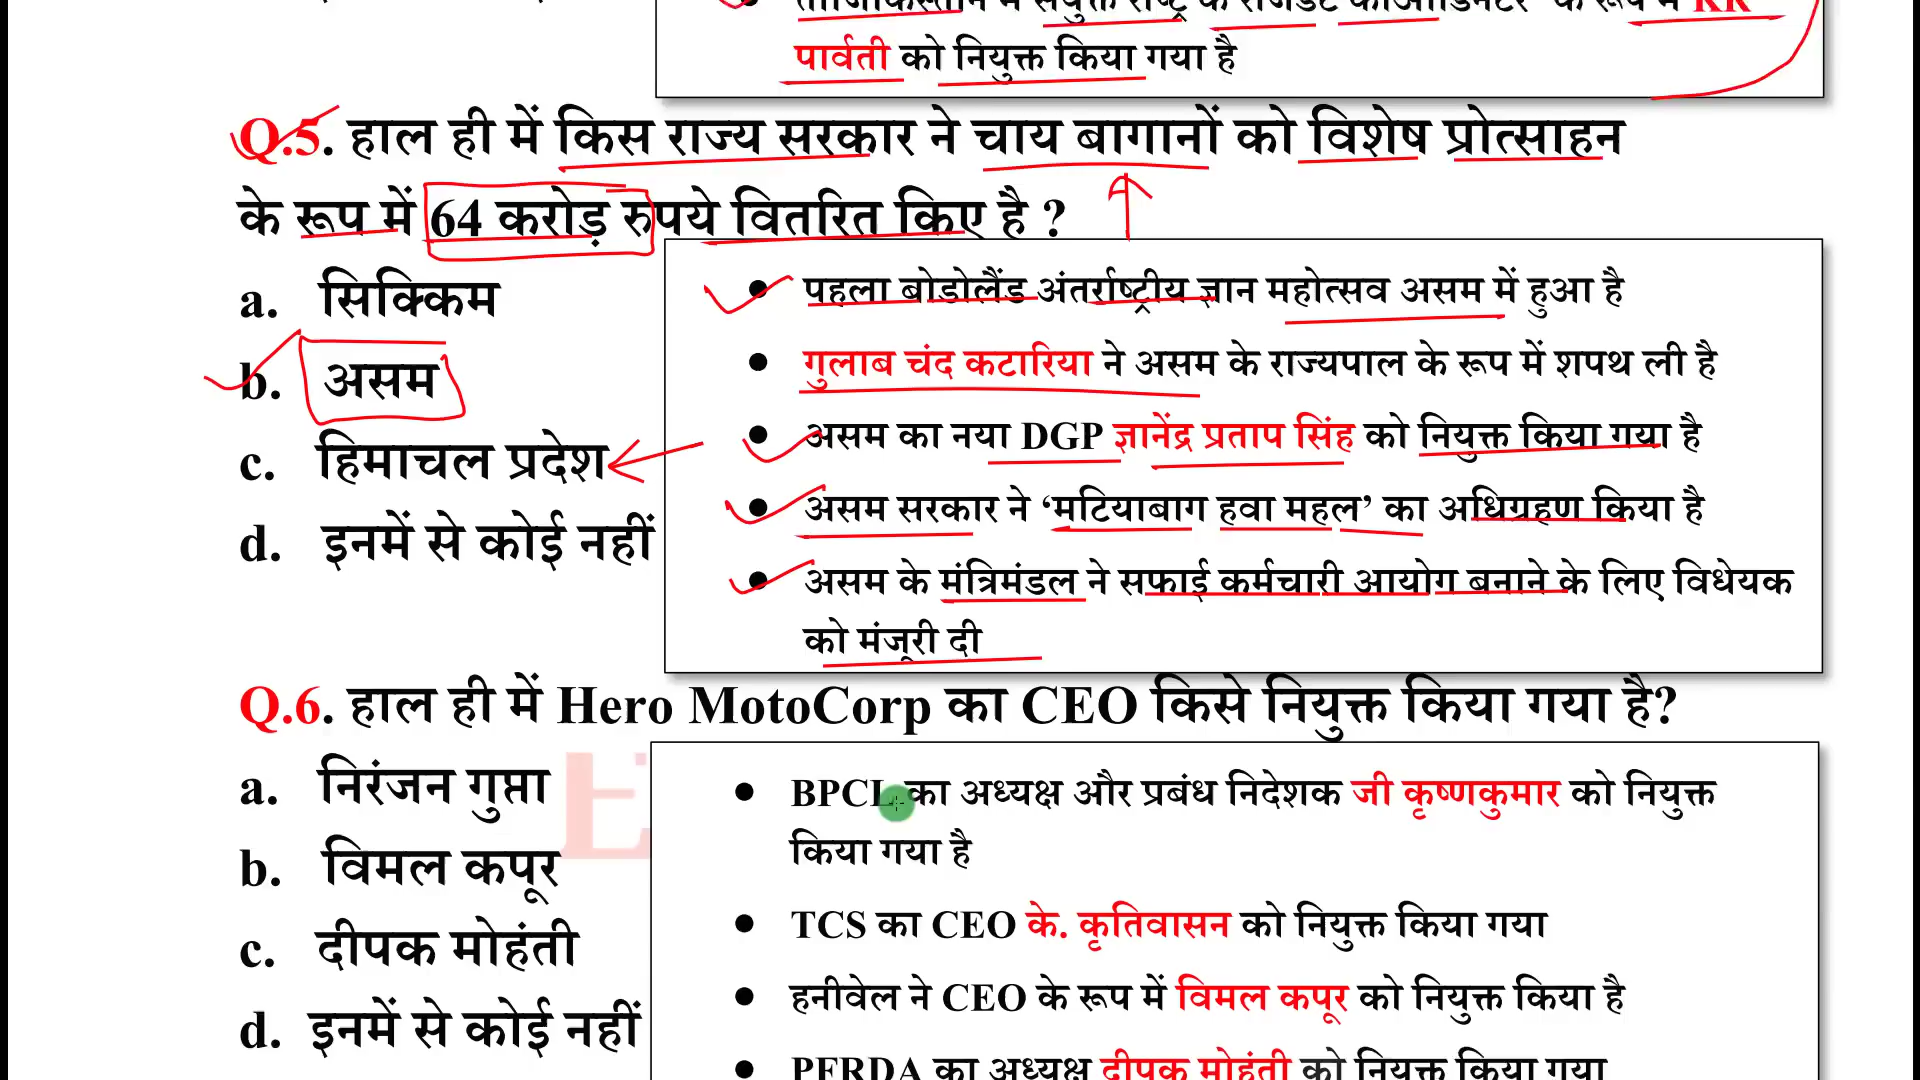 ताजिकिस्तान में संयुक्त राष्ट्र के रेजिडेंट कोऑर्डिनेटर के रूप में KR
पार्वती को नियुक्त किया गया है
Q.5. हाल ही में किस राज्य सरकार ने चाय बागानों को विशेष प्रोत्साहन
के रूप में 64 करोड़ रुपये वितरित किए है ?
a. सिक्किम
b. असम
c. हिमाचल प्रदेश
d. इनमें से कोई नहीं
• पहला बोडोलैंड अंतर्राष्ट्रीय ज्ञान महोत्सव असम में हुआ है
• गुलाब चंद कटारिया ने असम के राज्यपाल के रूप में शपथ ली है
• असम का नया DGP ज्ञानेंद्र प्रताप सिंह को नियुक्त किया गया है
• असम सरकार ने ‘मटियाबाग हवा महल’ का अधिग्रहण किया है
• असम के मंत्रिमंडल ने सफाई कर्मचारी आयोग बनाने के लिए विधेयक
को मंजूरी दी
Q.6. हाल ही में Hero MotoCorp का CEO किसे नियुक्त किया गया है?
a. निरंजन गुप्ता
b. विमल कपूर
c. दीपक मोहंती
d. इनमें से कोई नहीं
• BPCL का अध्यक्ष और प्रबंध निदेशक जी कृष्णकुमार को नियुक्त
किया गया है
• TCS का CEO के. कृतिवासन को नियुक्त किया गया
• हनीवेल ने CEO के रूप में विमल कपूर को नियुक्त किया है
• PFRDA का अध्यक्ष दीपक मोहंती को नियुक्त किया गया